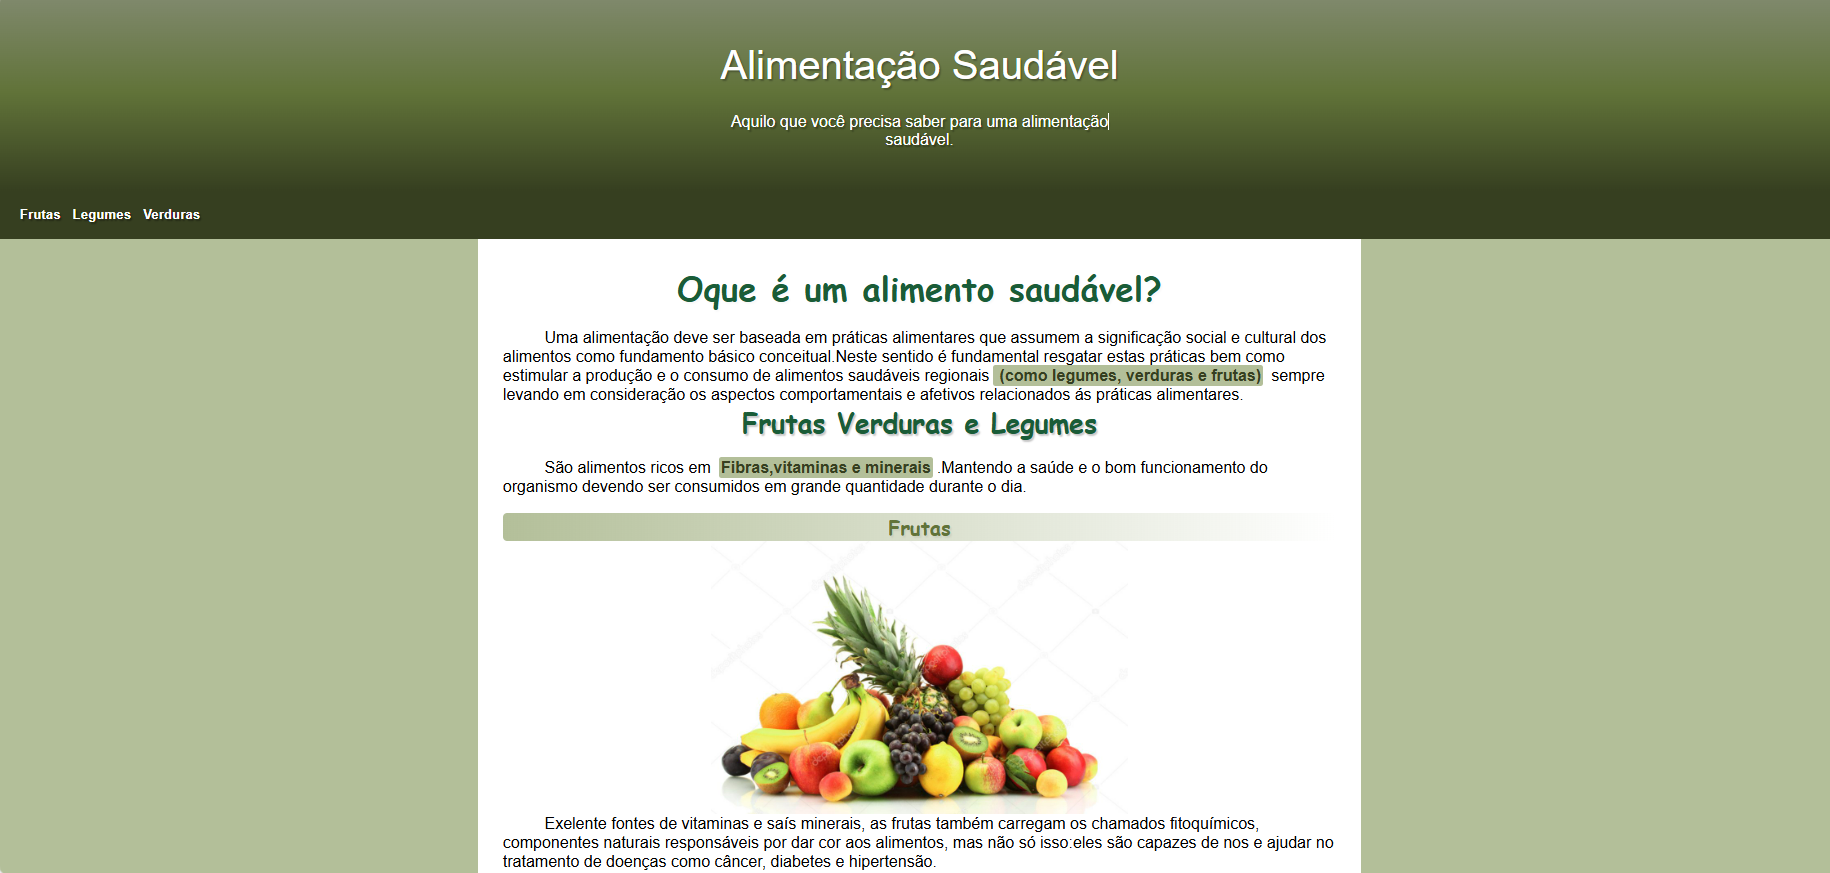 Alimentação Saudável
Aquilo que você precisa saber para uma alimentação
saudável.
Frutas Legumes Verduras
Oque é um alimento saudável?
Uma alimentação deve ser baseada em práticas alimentares que assumem a significação social e cultural dos
alimentos como fundamento básico conceitual.Neste sentido é fundamental resgatar estas práticas bem como
estimular a produção e o consumo de alimentos saudáveis regionais (como legumes, verduras e frutas) sempre
levando em consideração os aspectos comportamentais e afetivos relacionados ás práticas alimentares.
Frutas Verduras e Legumes
São alimentos ricos em Fibras,vitaminas e minerais .Mantendo a saúde e o bom funcionamento do
organismo devendo ser consumidos em grande quantidade durante o dia.
Frutas
Exelente fontes de vitaminas e saís minerais, as frutas também carregam os chamados fitoquímicos,
componentes naturais responsáveis por dar cor aos alimentos, mas não só isso:eles são capazes de nos e ajudar no
tratamento de doenças como câncer, diabetes e hipertensão.